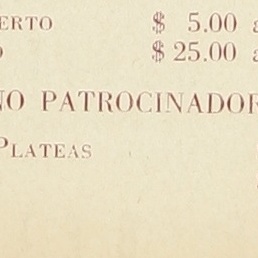 ERTO $ 5.00 a
O $ 25.00 a
NO PATROCINADOR
PLATEAS